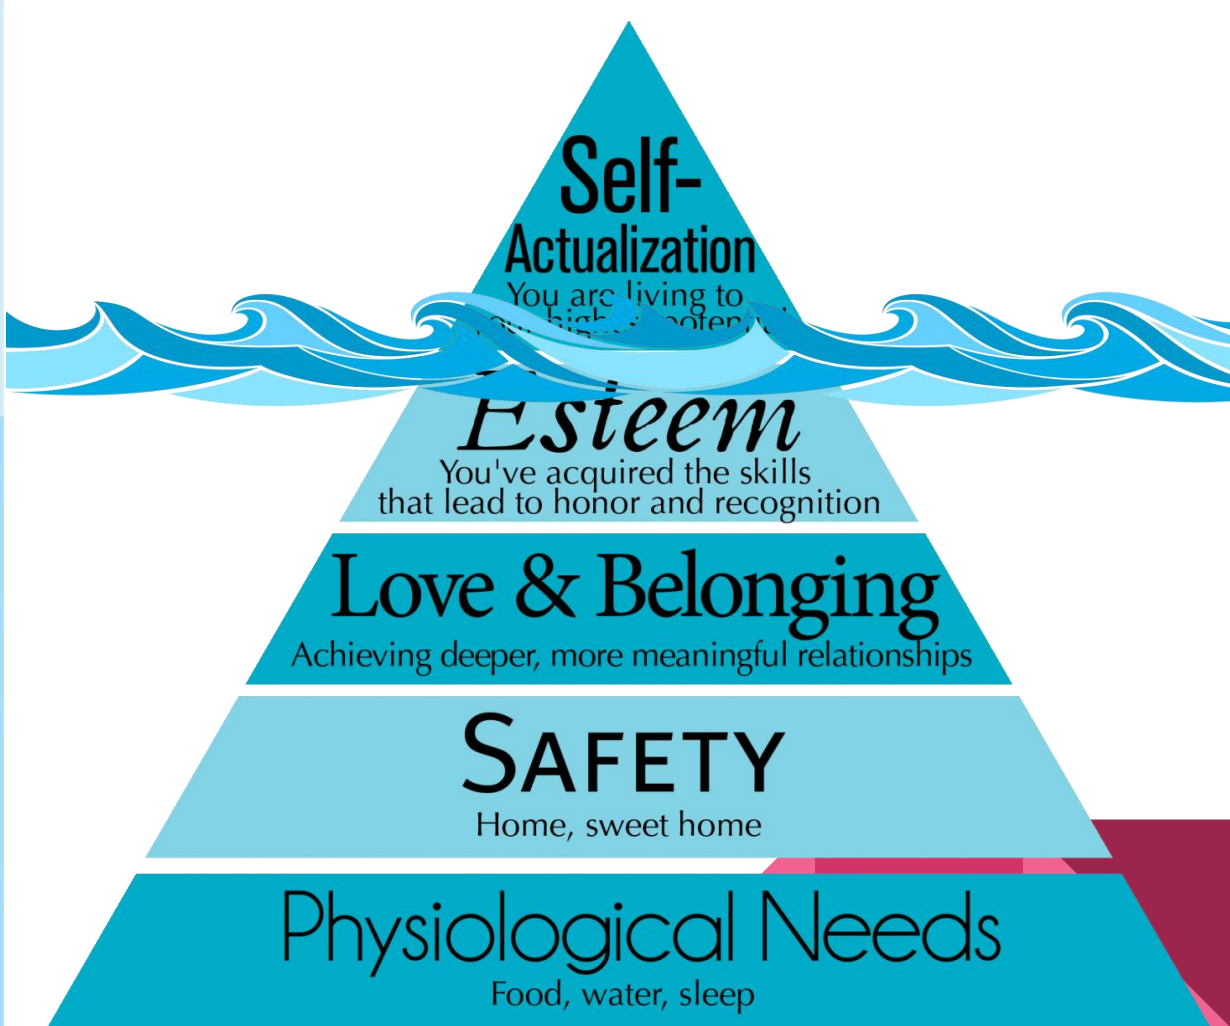 Self-
Actualization
You are living to
Esteem
You've acquired the skills
that lead to honor and recognition
Love & Belonging
Achieving deeper, more meaningful relationships
SAFETY
Home, sweet home
Physiological Needs
Food, water, sleep